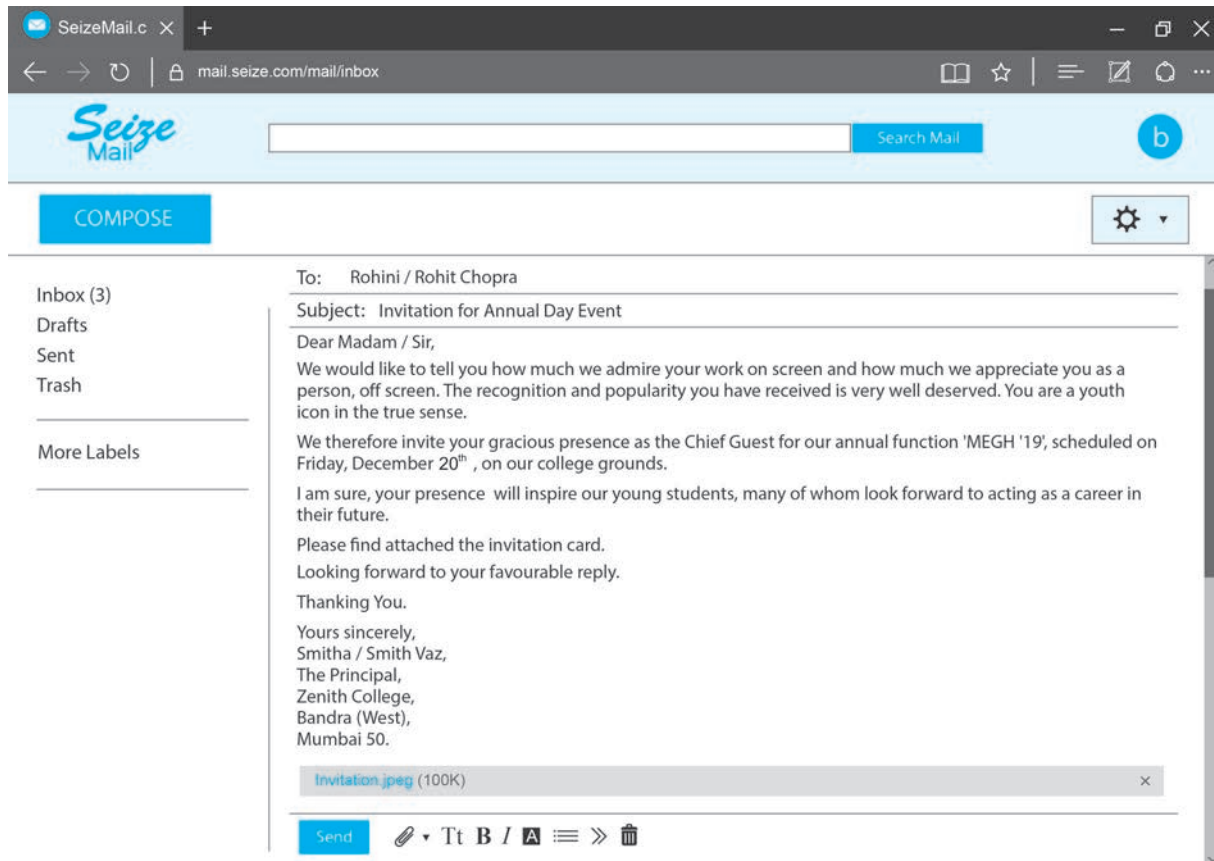 SeizeMail.c
mail.seize.com/mail/inbox
Seize
Mail
Search Mail
b
COMPOSE
Inbox (3)
Drafts
Sent
Trash
More Labels
To: Rohini / Rohit Chopra
Subject: Invitation for Annual Day Event
Dear Madam / Sir,
We would like to tell you how much we admire your work on screen and how much we appreciate you as a
person, off screen. The recognition and popularity you have received is very well deserved. You are a youth
icon in the true sense.
We therefore invite your gracious presence as the Chief Guest for our annual function 'MEGH '19', scheduled on
Friday, December 20th , on our college grounds.
I am sure, your presence will inspire our young students, many of whom look forward to acting as a career in
their future.
Please find attached the invitation card.
Looking forward to your favourable reply.
Thanking You.
Yours sincerely,
Smitha / Smith Vaz,
The Principal,
Zenith College,
Bandra (West),
Mumbai 50.
Invitation.jpeg (100K)
Send Tt B I A